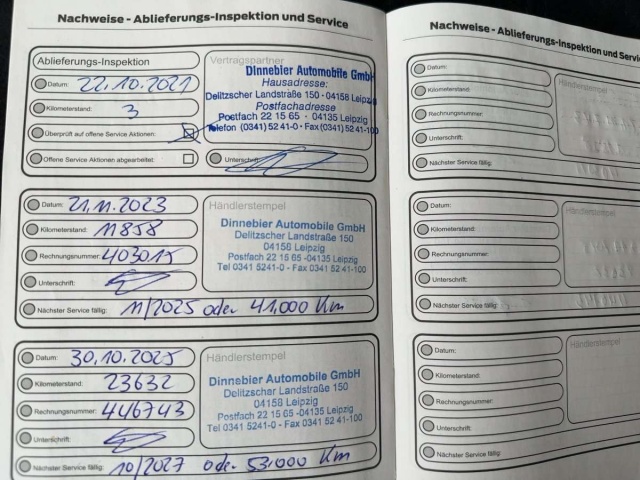 Nachweise - Ablieferungs-Inspektion und Service
Ablieferungs-Inspektion
Datum: 22.10.2021
Kilometerstand: 3
Überprüft auf offene Service Aktionen:
Offene Service Aktionen abgearbeitet:
Vertragspartner
Dinnebier Automobile GmbH
Hausadresse:
Delitzscher Landstraße 150 · 04158 Leipzig
Postfachadresse
Postfach 22 15 65 · 04135 Leipzig
Telefon (0341) 52 41-0 · Fax (0341) 52 41-100
Unterschrift:
Datum: 21.11.2023
Kilometerstand: 11858
Rechnungsnummer: 403015
Unterschrift:
Nächster Service fällig: 11/2025 oder 41.000 Km
Händlerstempel
Dinnebier Automobile GmbH
Delitzscher Landstraße 150
04158 Leipzig
Postfach 22 15 65 -04135 Leipzig
Tel 0341 5241-0 - Fax 0341 52 41-100
Datum: 30.10.2025
Kilometerstand: 23632
Rechnungsnummer: 446743
Unterschrift:
Nächster Service fällig: 10/2027 oder 53.000 Km
Händlerstempel
Dinnebier Automobile GmbH
Delitzscher Landstraße 150
04158 Leipzig
Postfach 22 15 65 -04135 Leipzig
Tel 0341 5241-0 - Fax 0341 52 41-100
Nachweise - Ablieferungs-Inspektion und Service
Datum:
Kilometerstand:
Rechnungsnummer:
Unterschrift:
Nächster Service fällig:
Händlerstempel
Datum:
Kilometerstand:
Rechnungsnummer:
Unterschrift:
Nächster Service fällig:
Händlerstempel
Datum:
Kilometerstand:
Rechnungsnummer:
Unterschrift:
Nächster Service fällig:
Händlerstempel